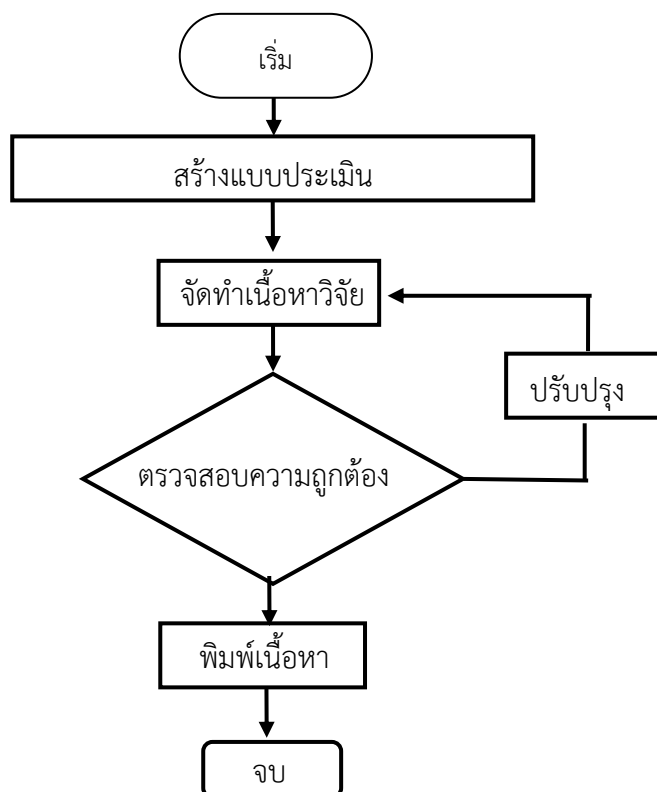 เริ่ม
สร้างแบบประเมิน
จัดทำเนื้อหาวิจัย
ปรับปรุง
ตรวจสอบความถูกต้อง
พิมพ์เนื้อหา
จบ